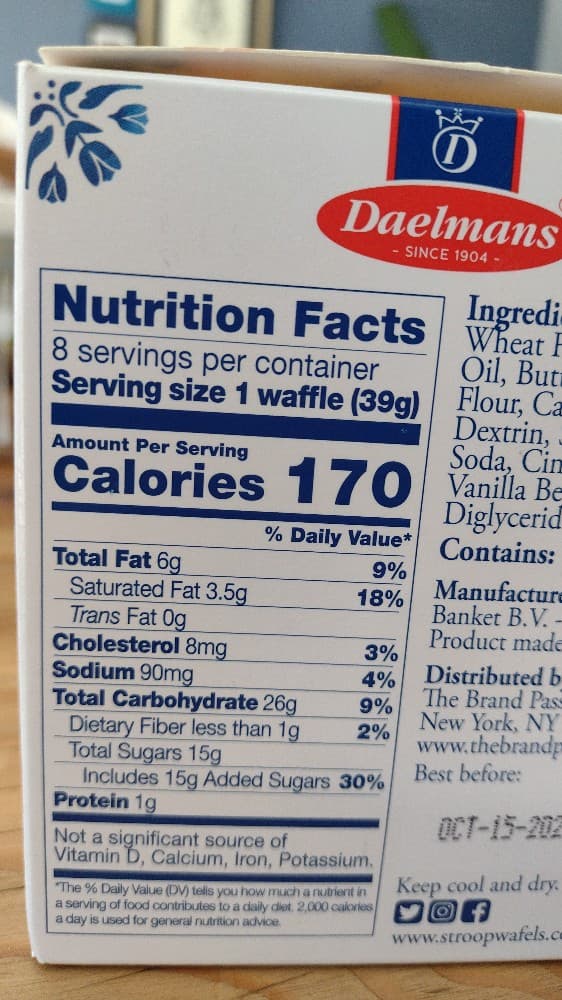 D
Daelmans
- SINCE 1904 -
Nutrition Facts
8 servings per container
Serving size 1 waffle (39g)
Amount Per Serving
Calories 170
% Daily Value*
Total Fat 6g 9%
Saturated Fat 3.5g 18%
Trans Fat 0g
Cholesterol 8mg 3%
Sodium 90mg 4%
Total Carbohydrate 26g 9%
Dietary Fiber less than 1g 2%
Total Sugars 15g
Includes 15g Added Sugars 30%
Protein 1g
Not a significant source of
Vitamin D, Calcium, Iron, Potassium.
*The % Daily Value (DV) tells you how much a nutrient in
a serving of food contributes to a daily diet. 2,000 calories
a day is used for general nutrition advice.
Wheat
Oil,
Flour,
Dextrin,
Soda,
Vanilla
Contains:
Banket B.V. -
Product made
Distributed
The Brand
New York, NY
Best before:
OCT-15-
Keep cool and dry.